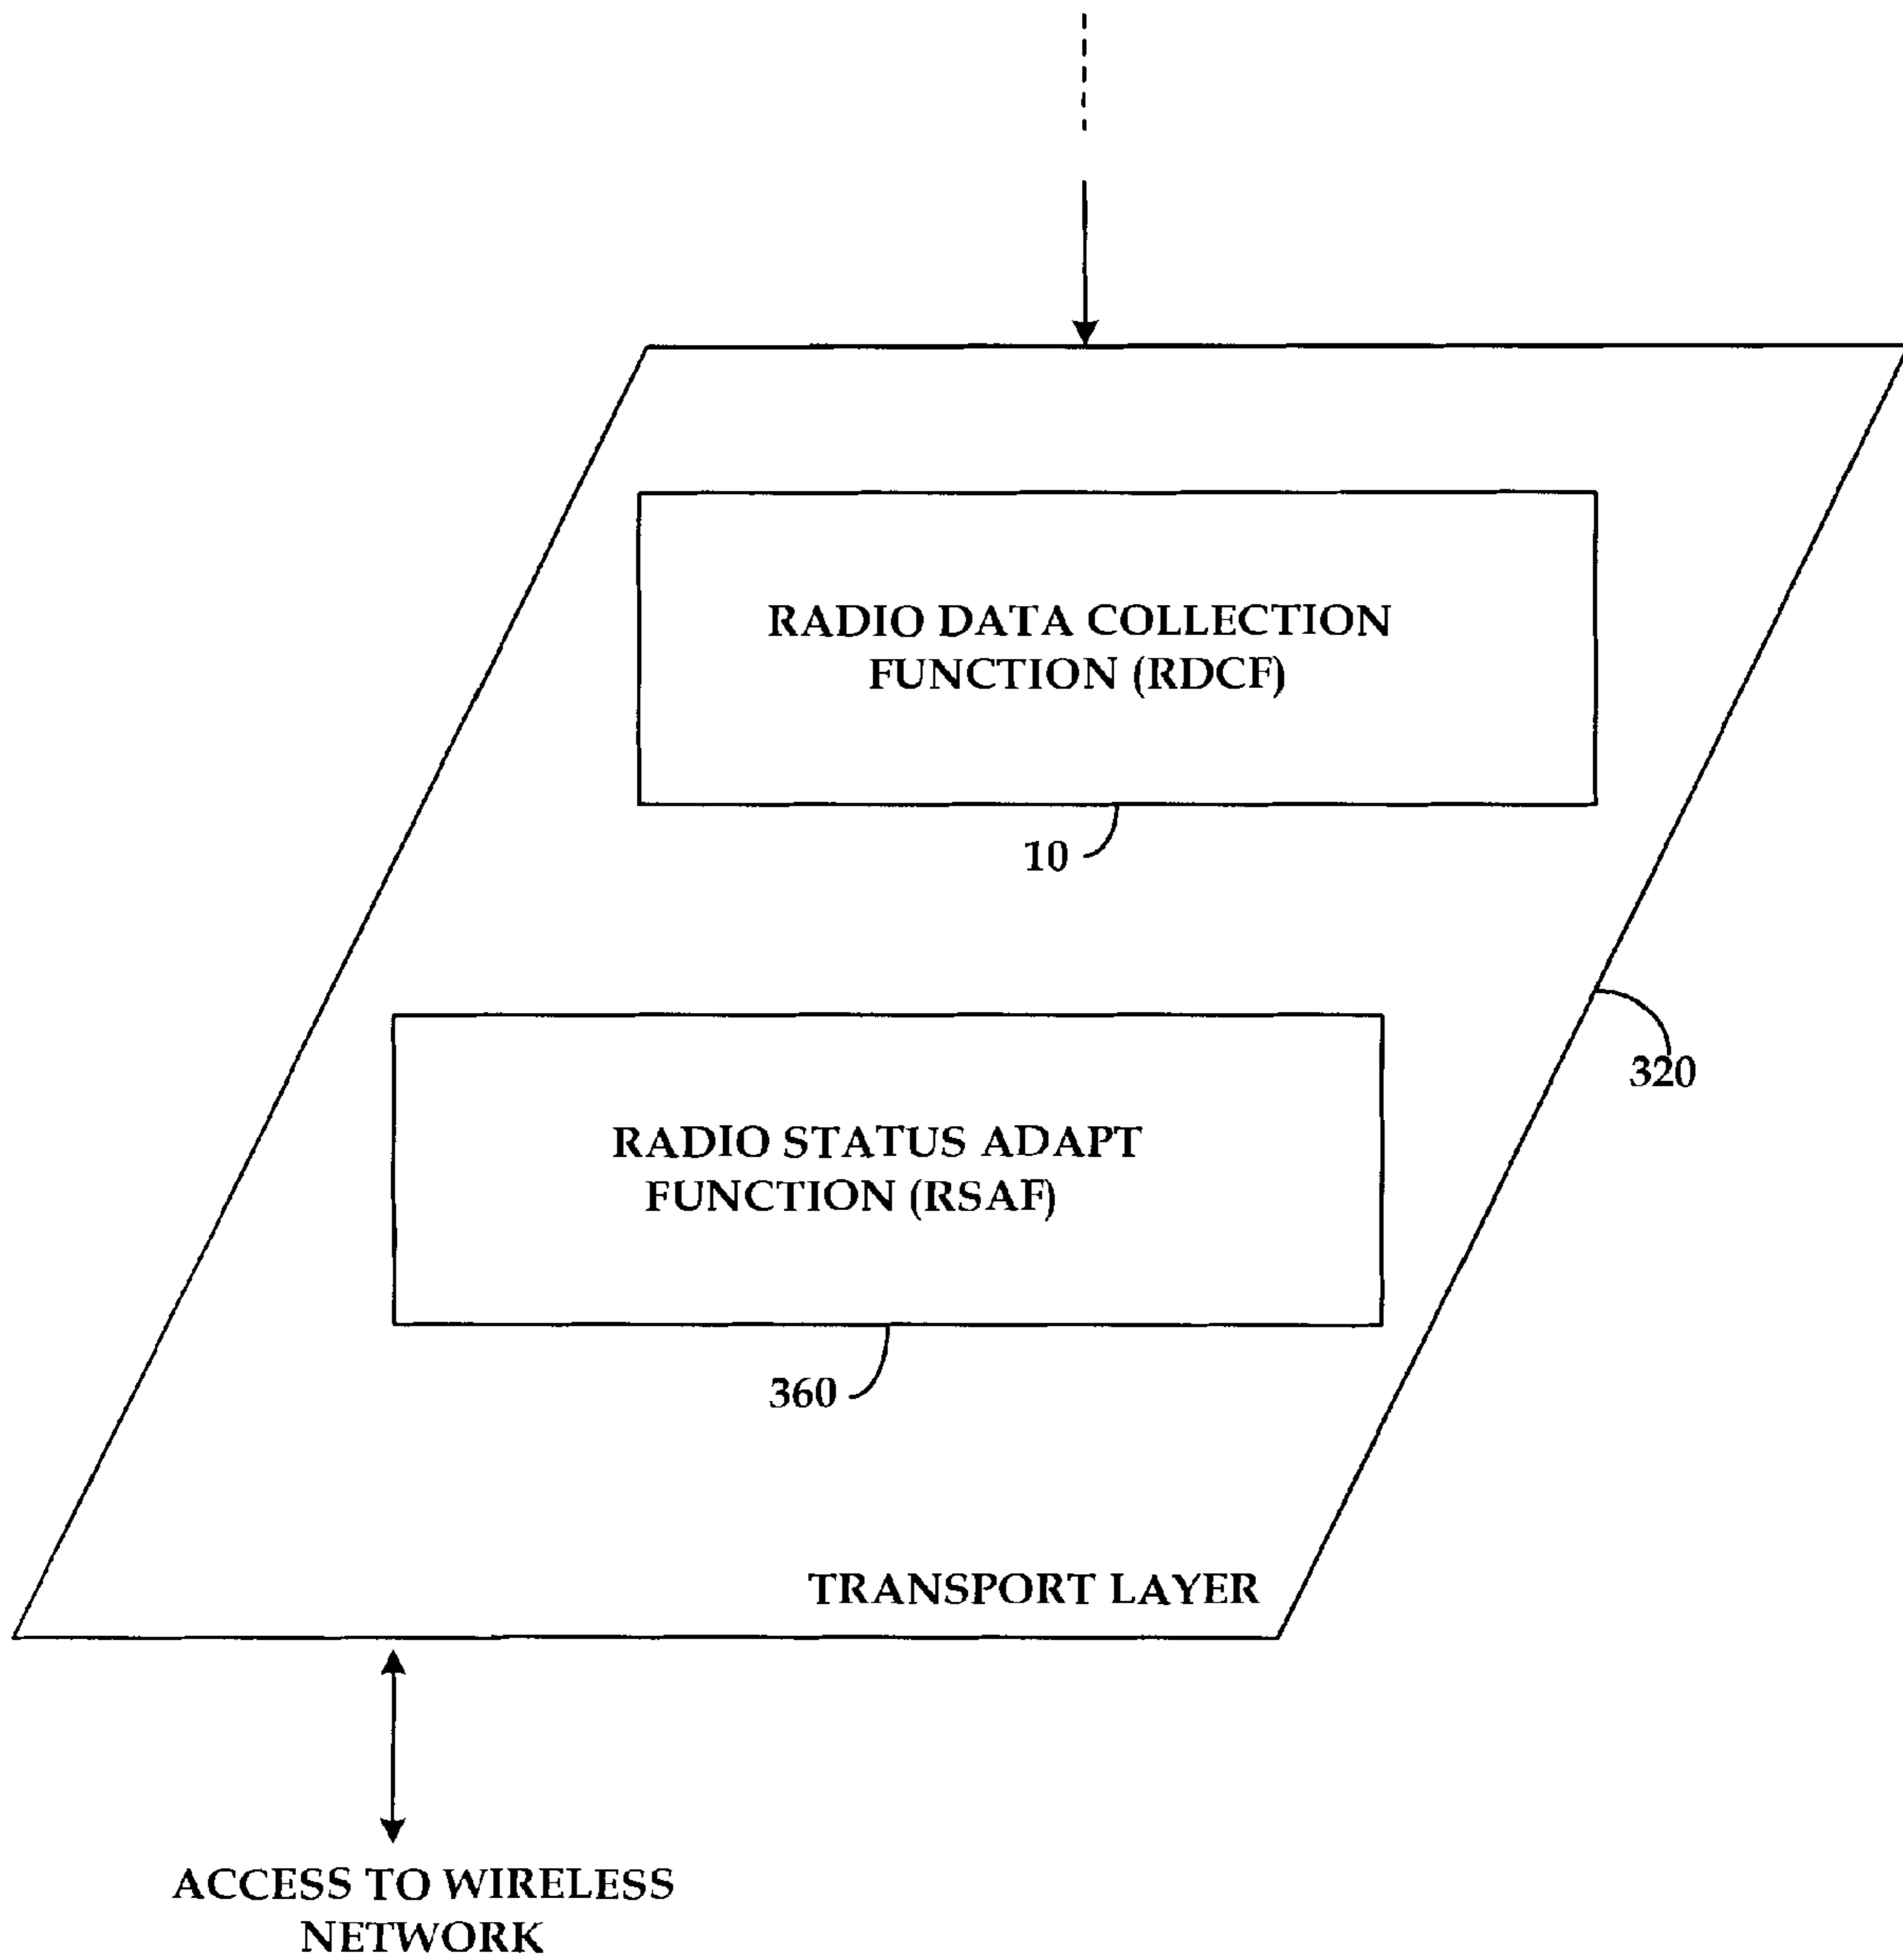 RADIO DATA COLLECTION
FUNCTION (RDCF)
10
320
RADIO STATUS ADAPT
FUNCTION (RSAF)
360
TRANSPORT LAYER
ACCESS TO WIRELESS
NETWORK